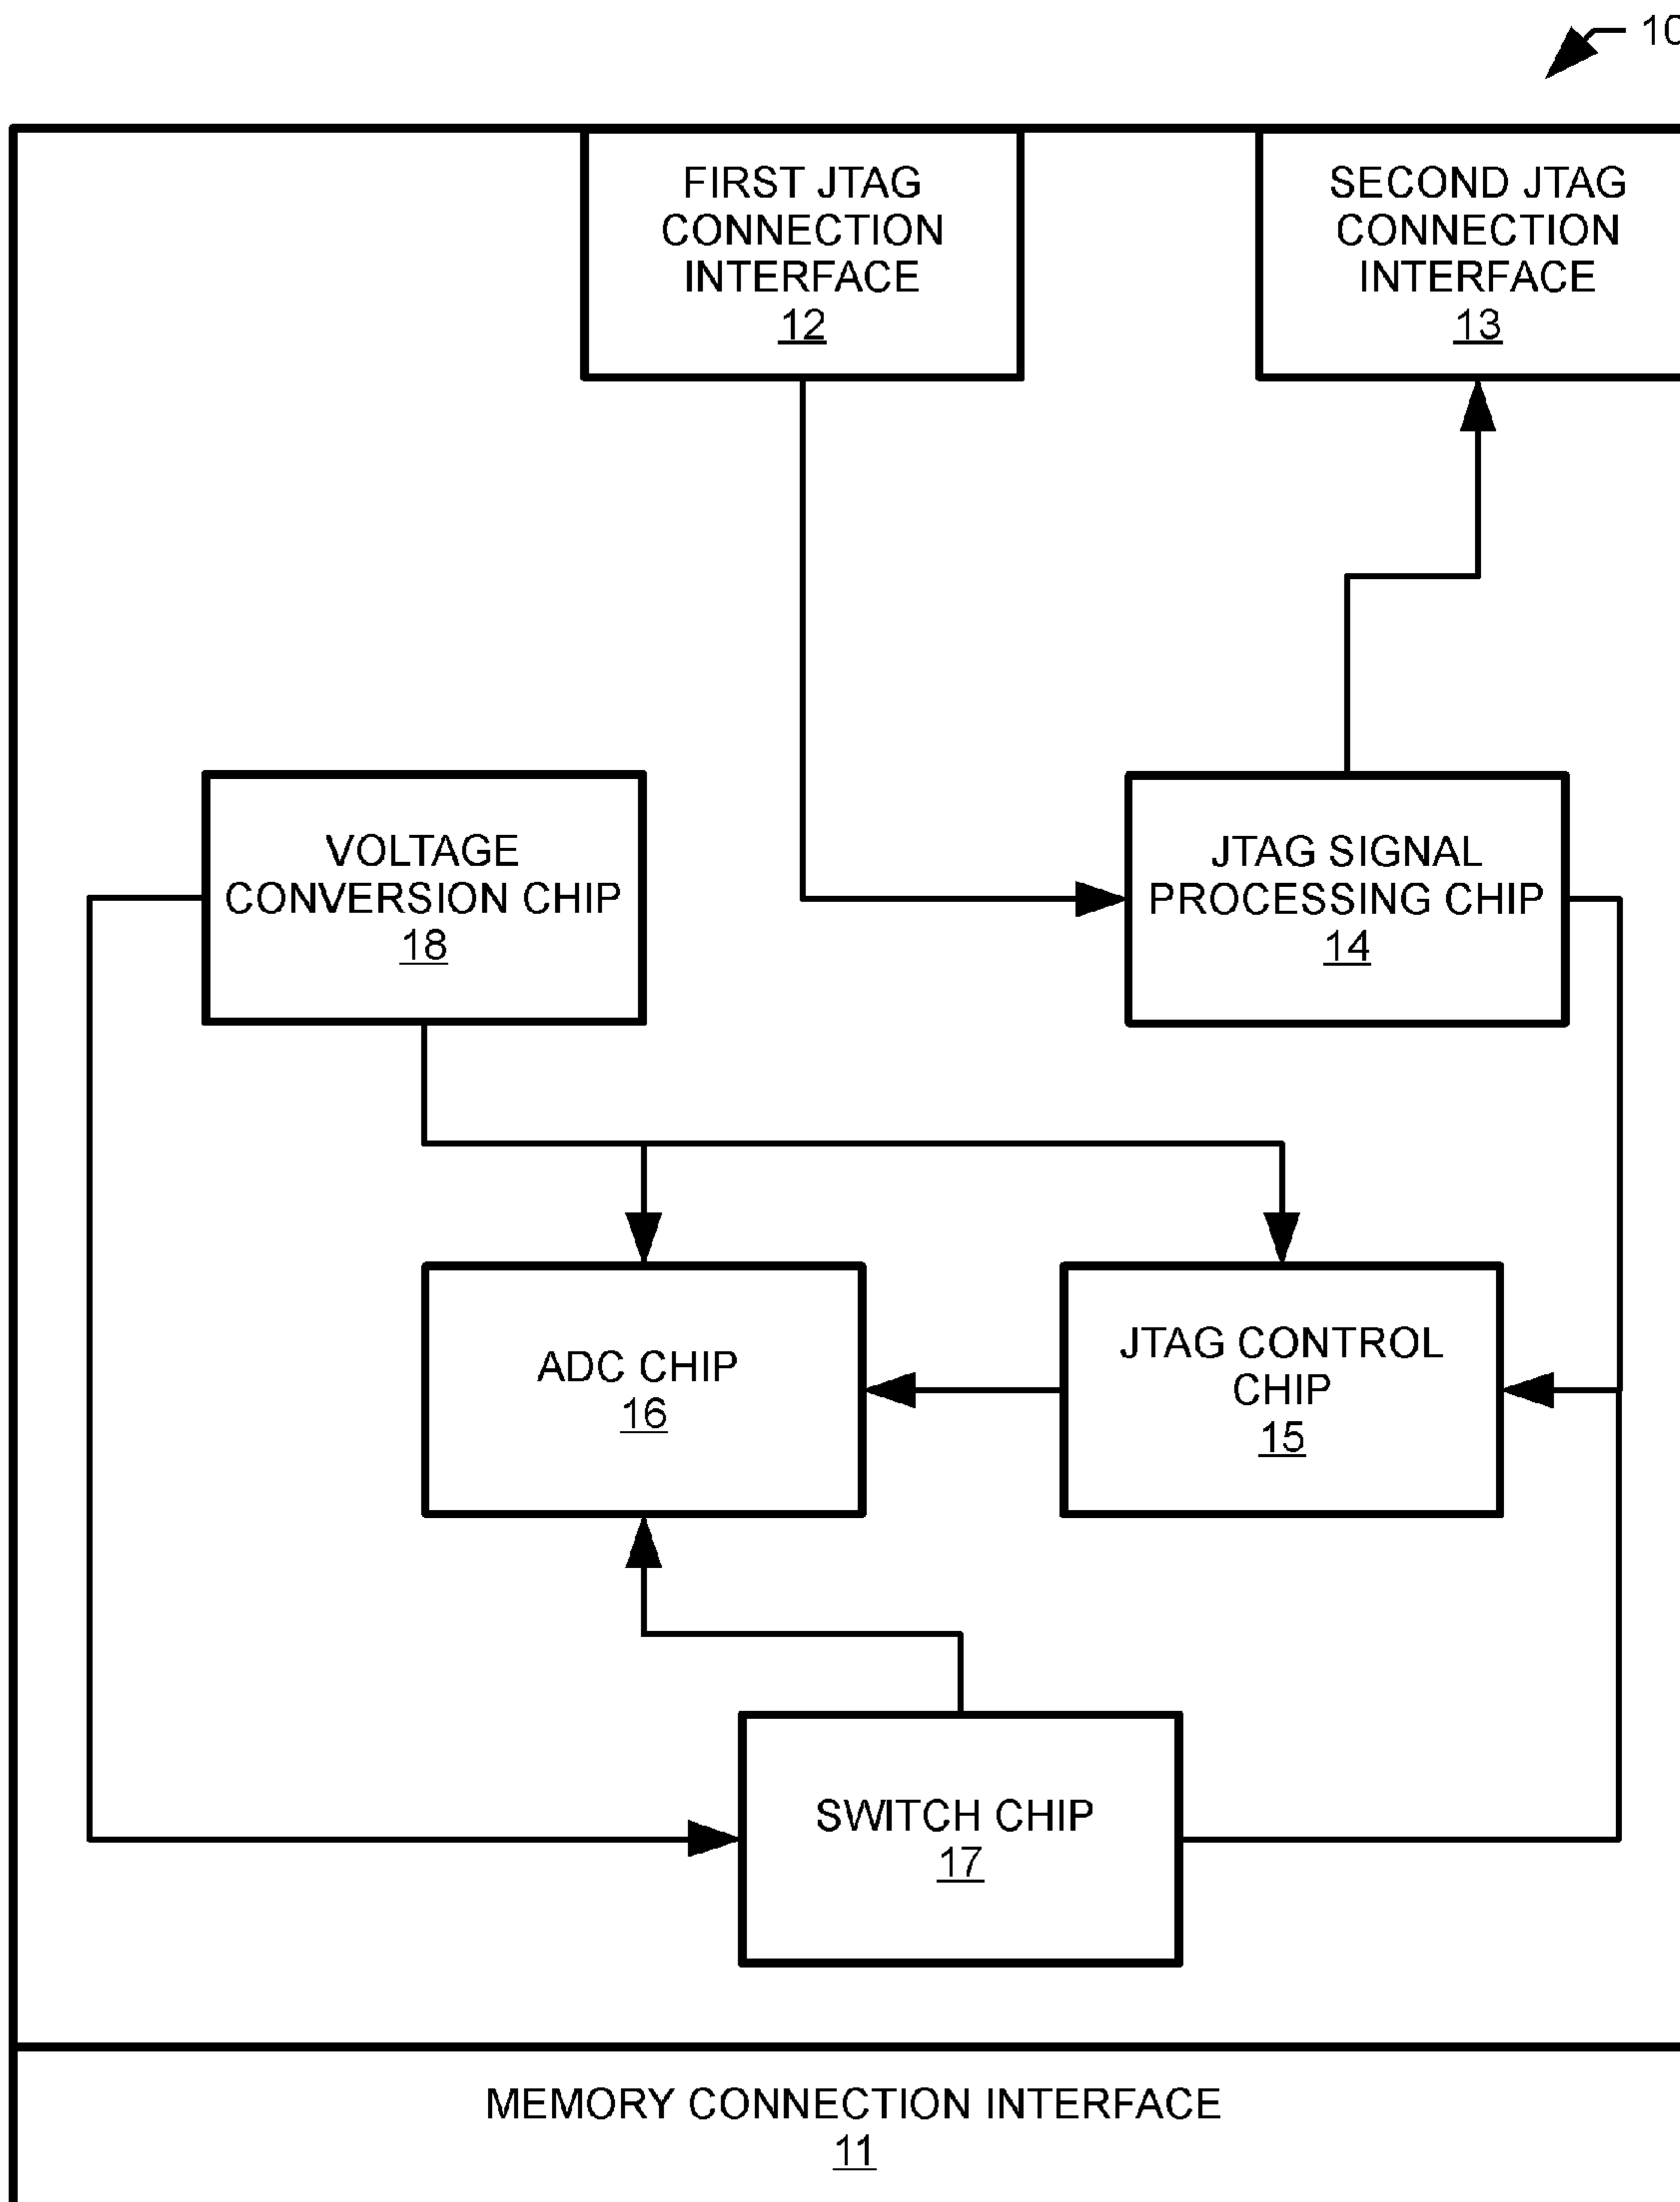 10
FIRST JTAG
CONNECTION
INTERFACE
12
SECOND JTAG
CONNECTION
INTERFACE
13
VOLTAGE
CONVERSION CHIP
18
JTAG SIGNAL
PROCESSING CHIP
14
ADC CHIP
16
JTAG CONTROL
CHIP
15
SWITCH CHIP
17
MEMORY CONNECTION INTERFACE
11